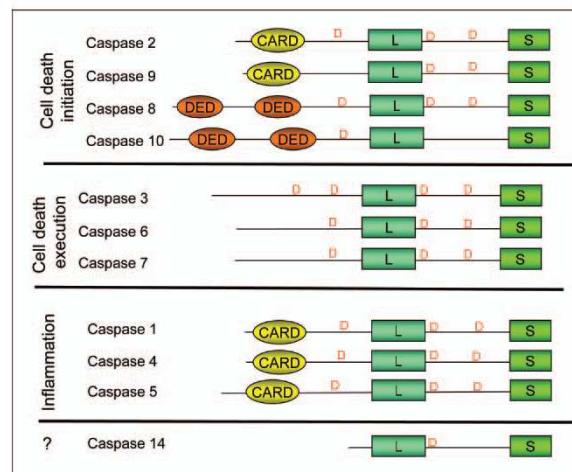 Cell death
initiation
Caspase 2 CARD D L D D S
Caspase 9 CARD L D D S
Caspase 8 DED DED D L D D S
Caspase 10 DED DED D L S
Cell death
execution
Caspase 3 D D L D D S
Caspase 6 D L D D S
Caspase 7 D L D D S
Inflammation
Caspase 1 CARD D L D D S
Caspase 4 CARD D L D D S
Caspase 5 CARD D L D D S
? Caspase 14 L D S